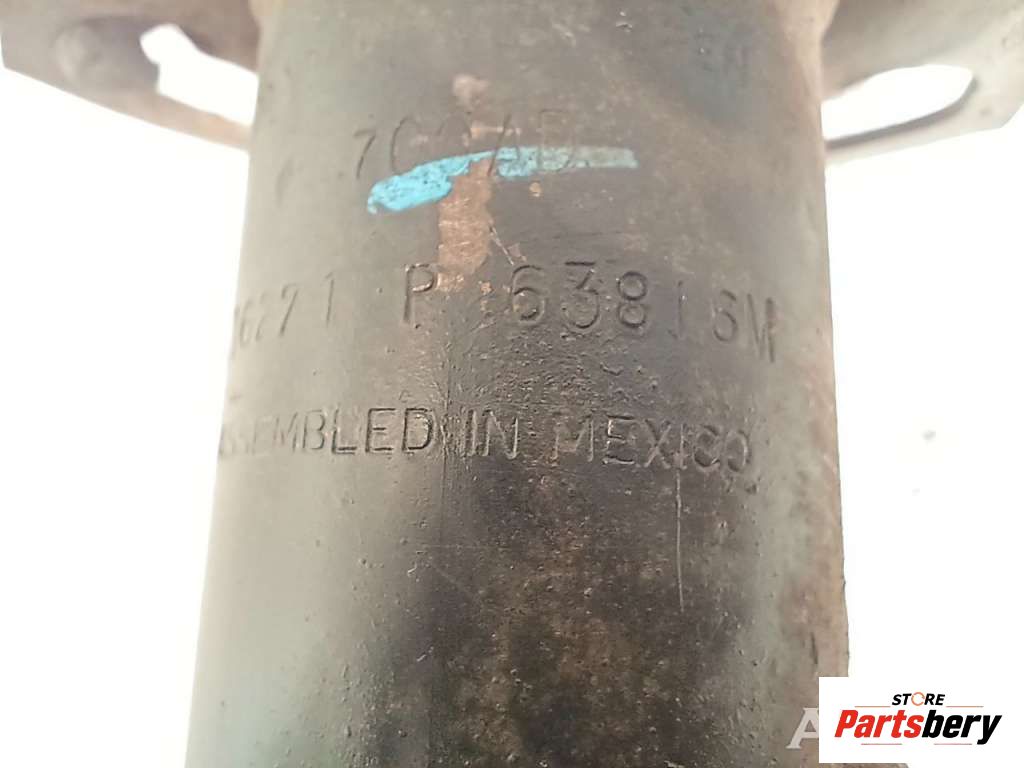 P 63816M
ASSEMBLED IN MEXICO
STORE
Partsbery